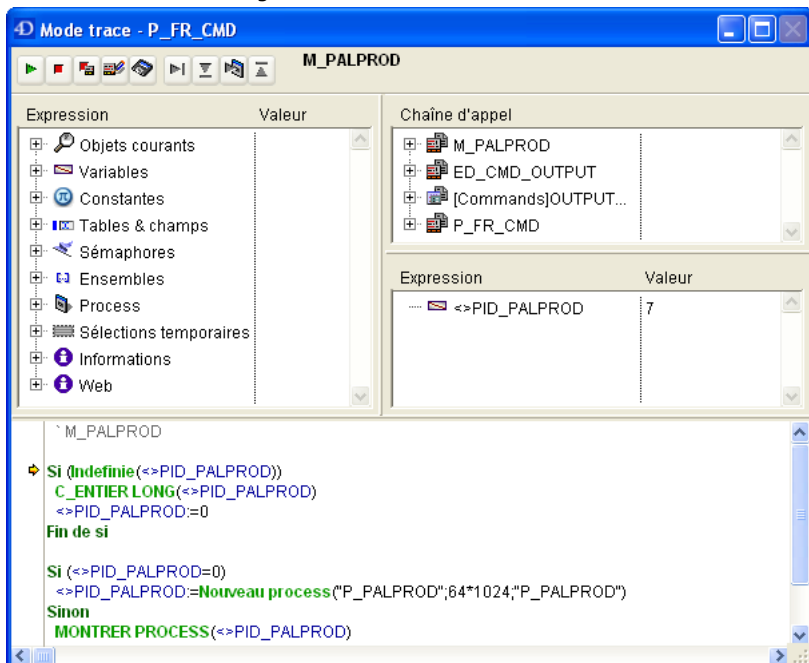 4D Mode trace - P_FR_CMD
M_PALPROD
Expression Valeur
Objets courants
Variables
Constantes
Tables & champs
Sémaphores
Ensembles
Process
Sélections temporaires
Informations
Web
Chaîne d'appel
M_PALPROD
ED_CMD_OUTPUT
[Commands]OUTPUT...
P_FR_CMD
Expression Valeur
<>PID_PALPROD 7
`M_PALPROD
Si (Indefinie(<>PID_PALPROD))
C_ENTIER LONG(<>PID_PALPROD)
<>PID_PALPROD:=0
Fin de si
Si (<>PID_PALPROD=0)
<>PID_PALPROD:=Nouveau process("P_PALPROD";64*1024;"P_PALPROD")
Sinon
MONTRER PROCESS(<>PID_PALPROD)